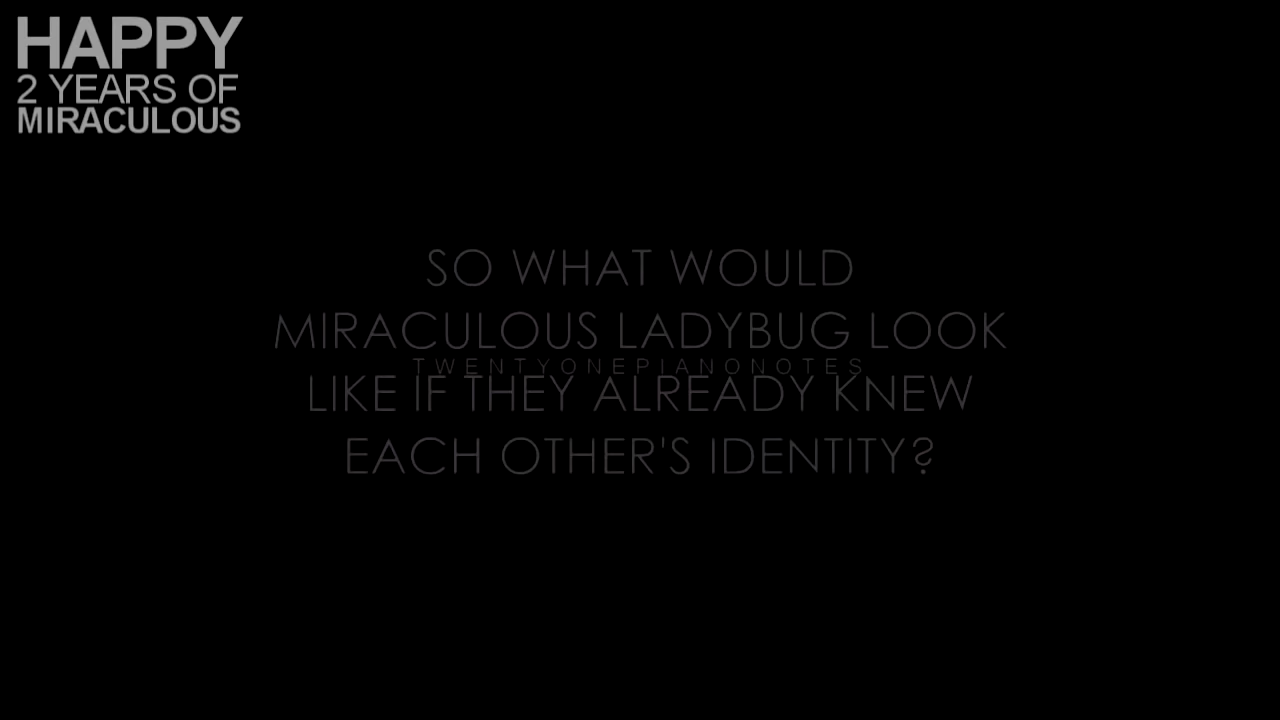 HAPPY
2 YEARS OF
MIRACULOUS
SO WHAT WOULD
MIRACULOUS LADYBUG LOOK
TWENTYONEPIANONOTES
LIKE IF THEY ALREADY KNEW
EACH OTHER'S IDENTITY?